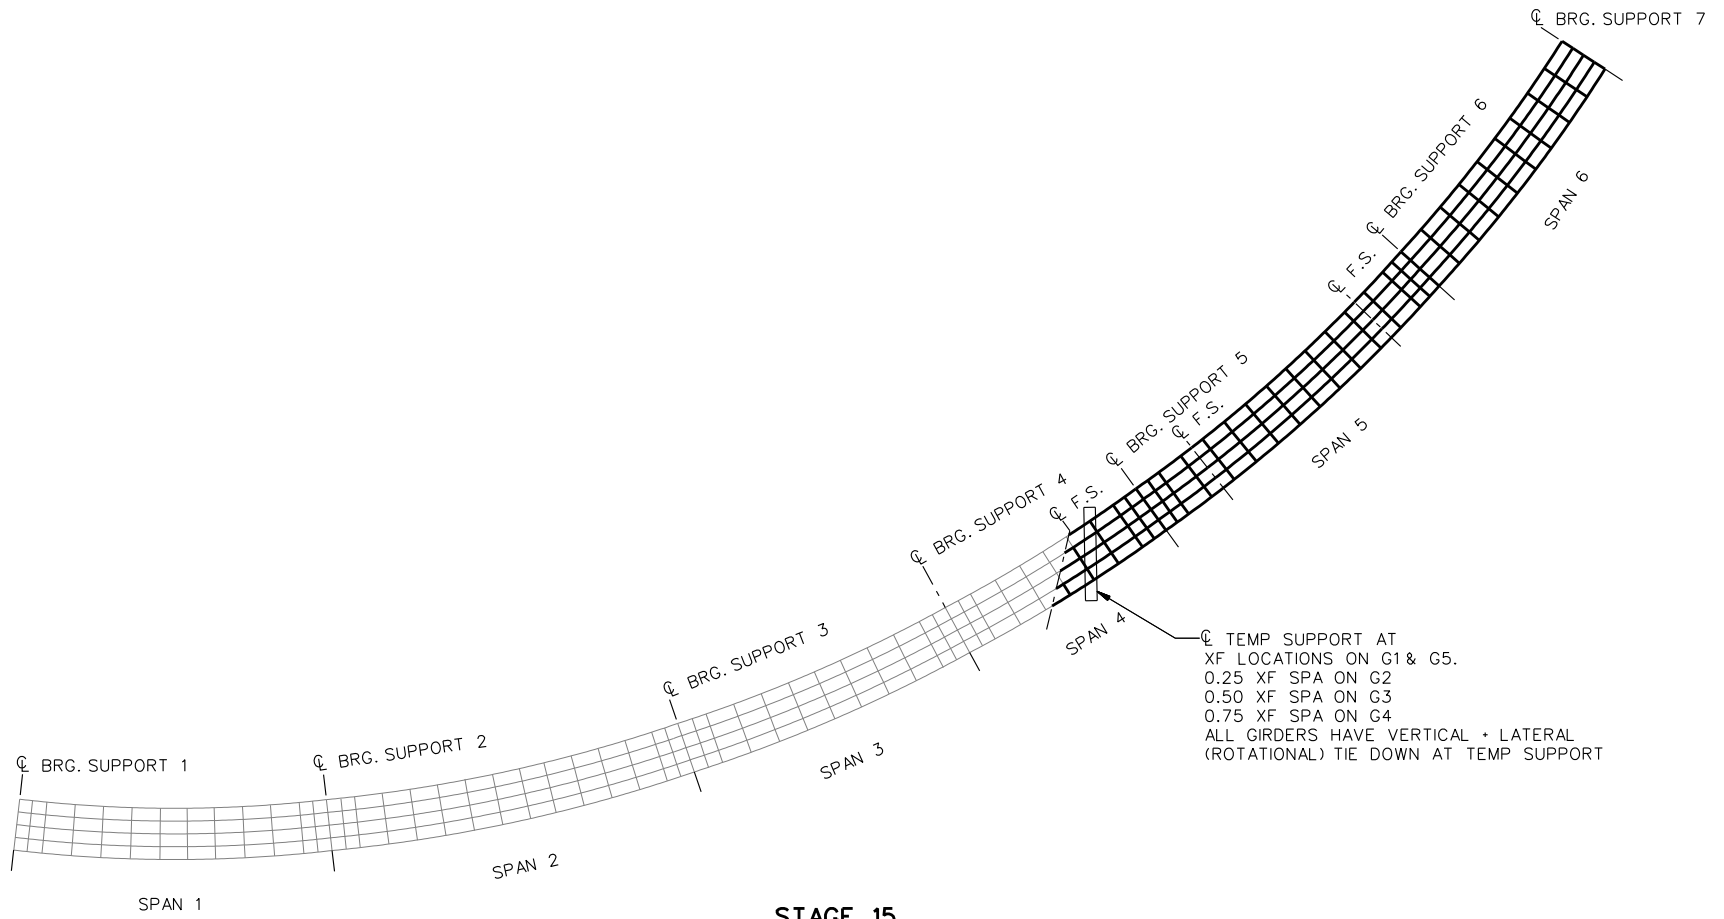 ℄ BRG. SUPPORT 7
℄ BRG. SUPPORT 6
℄ F.S.
SPAN 6
℄ BRG. SUPPORT 5
℄ F.S.
SPAN 5
℄ BRG. SUPPORT 4
℄ F.S.
SPAN 4
℄ TEMP SUPPORT AT
XF LOCATIONS ON G1 & G5.
0.25 XF SPA ON G2
0.50 XF SPA ON G3
0.75 XF SPA ON G4
ALL GIRDERS HAVE VERTICAL + LATERAL
(ROTATIONAL) TIE DOWN AT TEMP SUPPORT
℄ BRG. SUPPORT 3
SPAN 3
℄ BRG. SUPPORT 2
SPAN 2
℄ BRG. SUPPORT 1
SPAN 1
STAGE 15